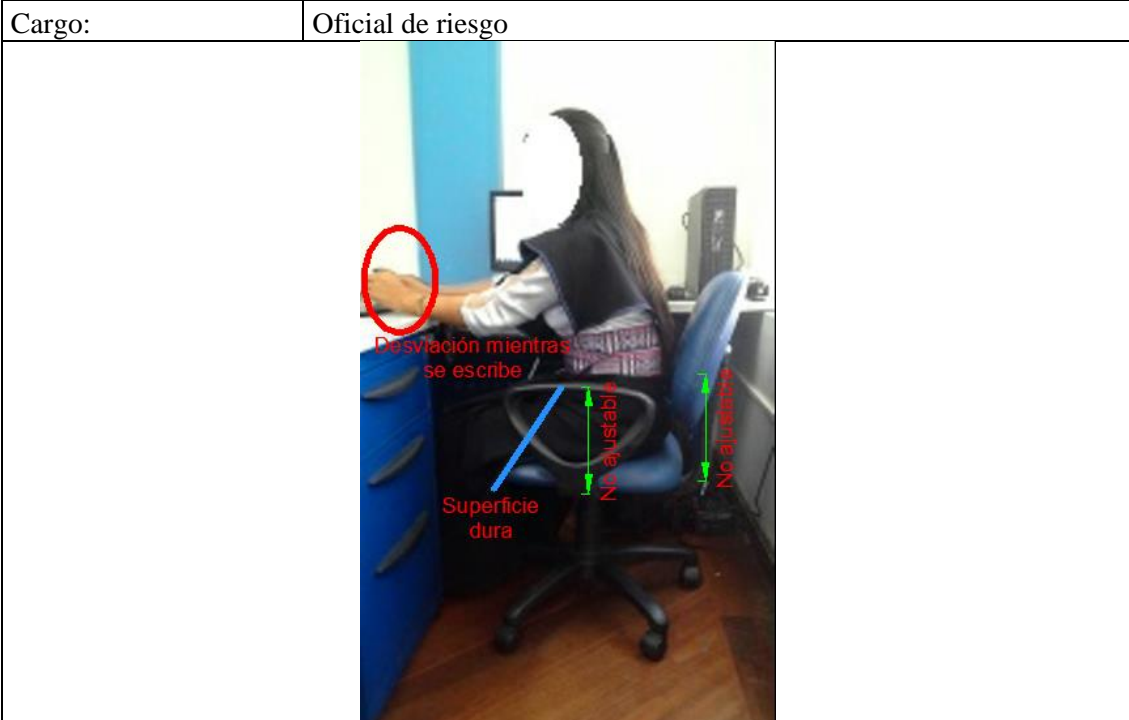 Cargo:
Oficial de riesgo
Desviación mientras
se escribe
No ajustable
No ajustable
Superficie
dura